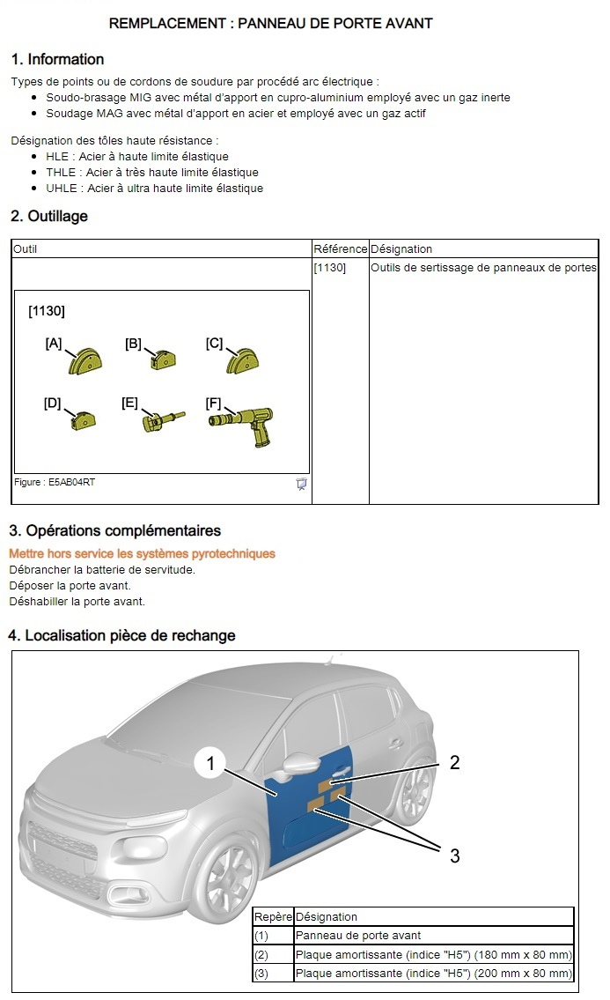 REMPLACEMENT : PANNEAU DE PORTE AVANT
1. Information
Types de points ou de cordons de soudure par procédé arc électrique :
• Soudo-brasage MIG avec métal d'apport en cupro-aluminium employé avec un gaz inerte
• Soudage MAG avec métal d'apport en acier et employé avec un gaz actif
Désignation des tôles haute résistance :
• HLE : Acier à haute limite élastique
• THLE : Acier à très haute limite élastique
• UHLE : Acier à ultra haute limite élastique
2. Outillage
Outil Référence Désignation
[1130] Outils de sertissage de panneaux de portes
[1130]
[A] [B] [C]
[D] [E] [F]
Figure : E5AB04RT
3. Opérations complémentaires
Mettre hors service les systèmes pyrotechniques
Débrancher la batterie de servitude.
Déposer la porte avant.
Déshabiller la porte avant.
4. Localisation pièce de rechange
1
2
3
Repère Désignation
(1) Panneau de porte avant
(2) Plaque amortissante (indice "H5") (180 mm x 80 mm)
(3) Plaque amortissante (indice "H5") (200 mm x 80 mm)